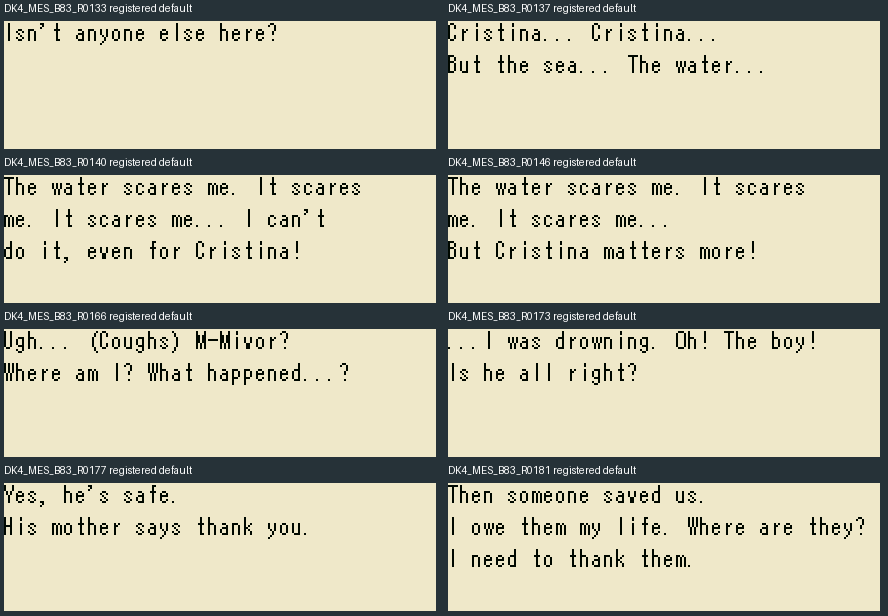 DK4_MES_B83_R0133 registered default
Isn't anyone else here?
DK4_MES_B83_R0137 registered default
Cristina... Cristina...
But the sea... The water...
DK4_MES_B83_R0140 registered default
The water scares me. It scares
me. It scares me... I can't
do it, even for Cristina!
DK4_MES_B83_R0146 registered default
The water scares me. It scares
me. It scares me...
But Cristina matters more!
DK4_MES_B83_R0166 registered default
Ugh... (Coughs) M-Mivor?
Where am I? What happened...?
DK4_MES_B83_R0173 registered default
...I was drowning. Oh! The boy!
Is he all right?
DK4_MES_B83_R0177 registered default
Yes, he's safe.
His mother says thank you.
DK4_MES_B83_R0181 registered default
Then someone saved us.
I owe them my life. Where are they?
I need to thank them.